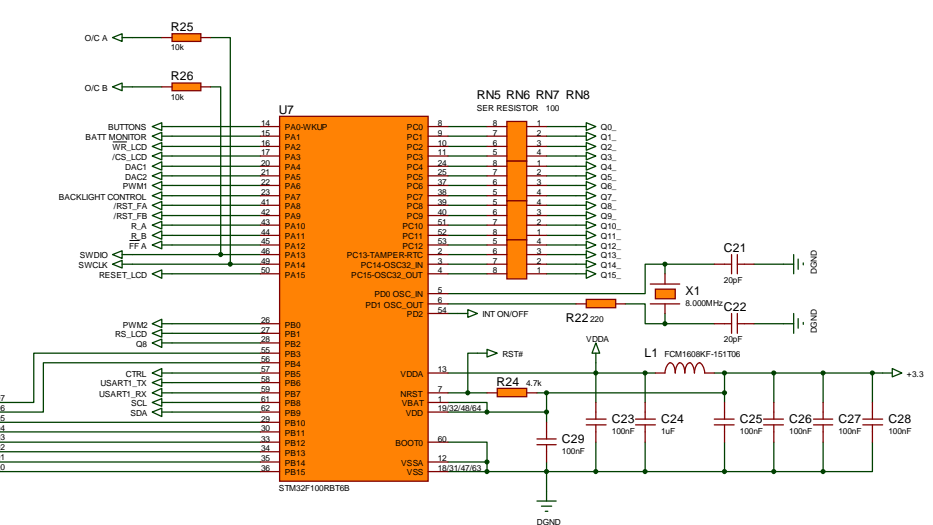 R25
O/C A
10k
R26
O/C B
10k
RN5 RN6 RN7 RN8
SER RESISTOR 100
U7
BUTTONS 14 PA0-WKUP PC0 8 8 1 Q0_
BATT MONITOR 15 PA1 PC1 9 7 2 Q1_
WR_LCD 16 PA2 PC2 10 6 3 Q2_
/CS_LCD 17 PA3 PC3 11 5 4 Q3_
DAC1 20 PA4 PC4 24 8 1 Q4_
DAC2 21 PA5 PC5 25 7 2 Q5_
PWM1 22 PA6 PC6 37 6 3 Q6_
BACKLIGHT CONTROL 23 PA7 PC7 38 5 4 Q7_
/RST_FA 41 PA8 PC8 39 5 4 Q8_
/RST_FB 42 PA9 PC9 40 6 3 Q9_
R_A 43 PA10 PC10 51 7 2 Q10_
R_B 44 PA11 PC11 52 8 1 Q11_
FF A 45 PA12 PC12 53 5 4 Q12_
SWDIO 46 PA13 PC13-TAMPER-RTC 2 6 3 Q13_
SWCLK 49 PA14 PC14-OSC32_IN 3 7 2 Q14_
RESET_LCD 50 PA15 PC15-OSC32_OUT 4 8 1 Q15_
C21
20pF
DGND
PD0 OSC_IN 5
X1
8.000MHz
PD1 OSC_OUT 6
R22 220
C22
20pF
DGND
PD2 54 INT ON/OFF
PWM2 26 PB0
RS_LCD 27 PB1
Q8 28 PB2
55 PB3
56 PB4
CTRL 57 PB5
USART1_TX 58 PB6
USART1_RX 59 PB7
SCL 61 PB8
SDA 62 PB9
29 PB10
30 PB11
33 PB12
34 PB13
35 PB14
36 PB15
7
6
5
4
3
2
1
0
VDDA
RST#
L1 FCM1608KF-151T06
VDDA 13
+3.3
R24 4.7k
NRST 7
VBAT 1
VDD 19/32/48/64
C23
100nF
C24
1uF
C25
100nF
C26
100nF
C27
100nF
C28
100nF
C29
100nF
BOOT0 60
VSSA 12
VSS 18/31/47/63
STM32F100RBT6B
DGND